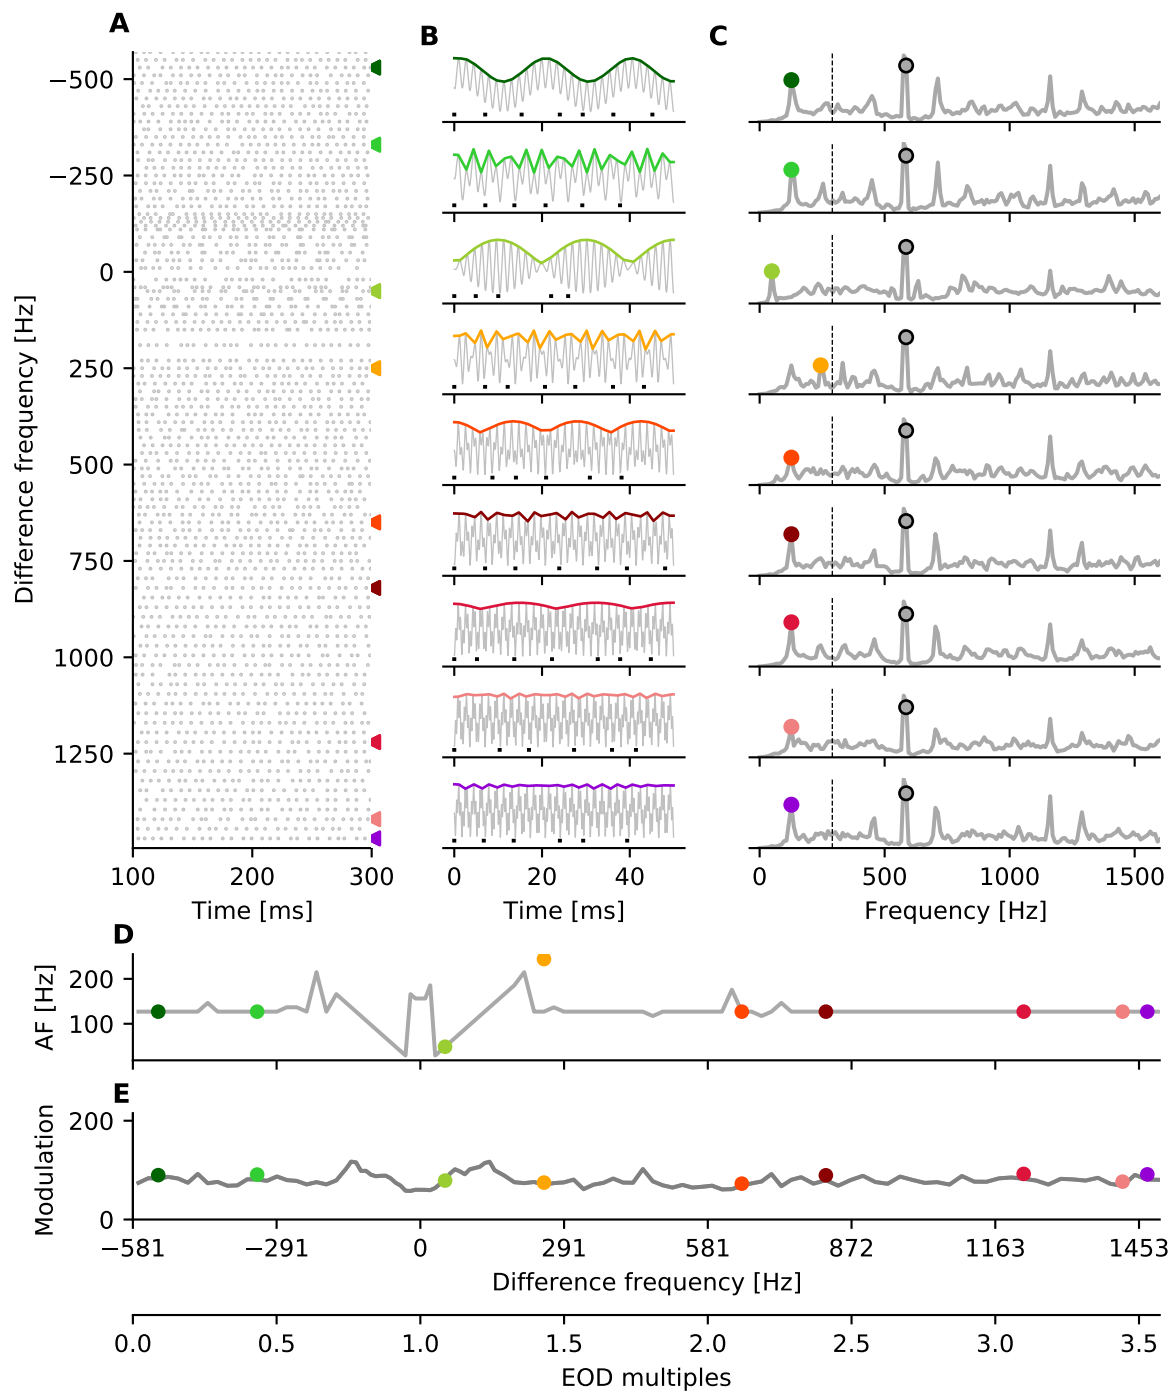 A
B
C
Difference frequency [Hz]
−500
−250
0
250
500
750
1000
1250
100 200 300
Time [ms]
0 20 40
Time [ms]
0 500 1000 1500
Frequency [Hz]
D
AF [Hz]
200
100
E
Modulation
200
0
−581 −291 0 291 581 872 1163 1453
Difference frequency [Hz]
0.0 0.5 1.0 1.5 2.0 2.5 3.0 3.5
EOD multiples